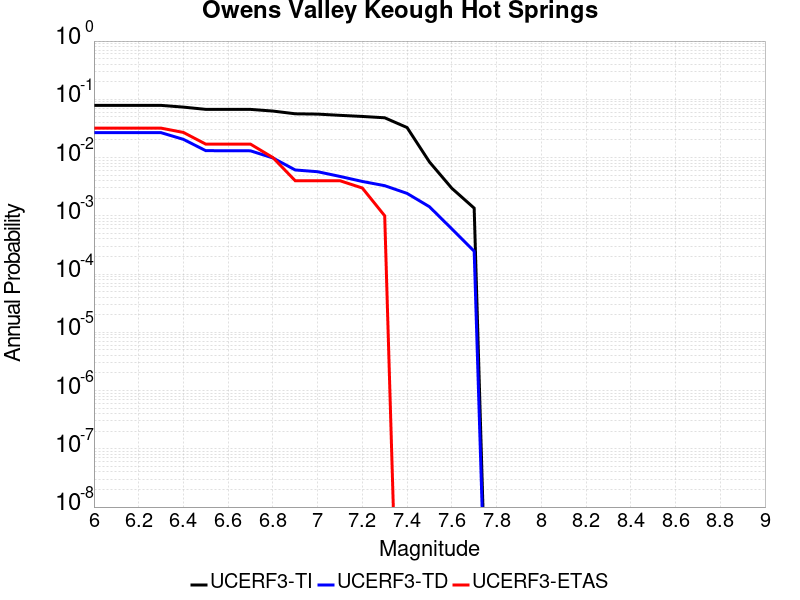 Owens Valley Keough Hot Springs
10^0
10^-1
10^-2
10^-3
10^-4
10^-5
10^-6
10^-7
10^-8
Annual Probability
6 6.2 6.4 6.6 6.8 7 7.2 7.4 7.6 7.8 8 8.2 8.4 8.6 8.8 9
Magnitude
UCERF3-TI UCERF3-TD UCERF3-ETAS